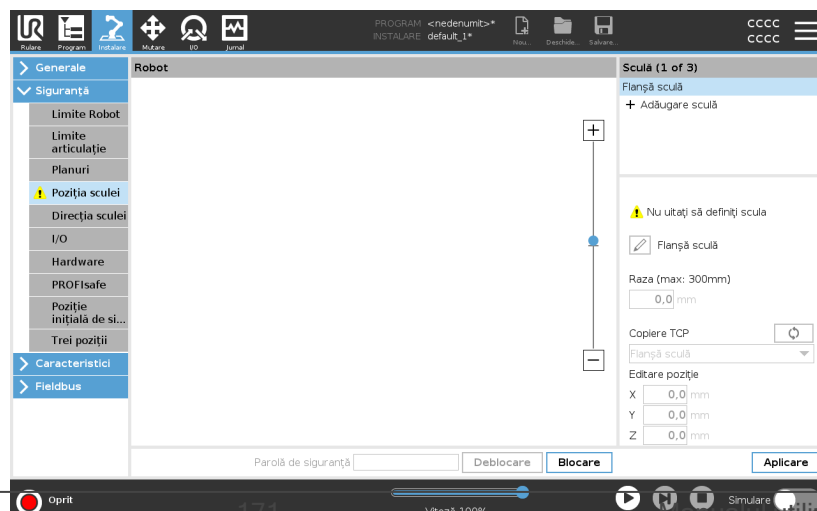 PROGRAM <nedenumit>*
INSTALARE default_1*
CCCC
CCCC
Rulare Program Instalare Mutare I/O Jurnal Nou... Deschide... Salvare...
Generale
Siguranță
Limite Robot
Limite
articulație
Planuri
Poziția sculei
Direcția sculei
I/O
Hardware
PROFIsafe
Poziție
inițială de si...
Trei poziții
Caracteristici
Fieldbus
Robot
Sculă (1 of 3)
Flanșă sculă
+ Adăugare sculă
Nu uitați să definiți scula
Flanșă sculă
Raza (max: 300mm)
0,0 mm
Copiere TCP
Flanșă sculă
Editare poziție
X 0,0 mm
Y 0,0 mm
Z 0,0 mm
Parolă de siguranță Deblocare Blocare Aplicare
Oprit
171
Viteză 100%
Simulare